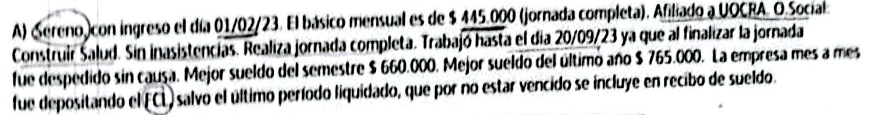 A) Sereno, con ingreso el día 01/02/23. El básico mensual es de $ 445.000 (jornada completa). Afiliado a UOCRA. O.Social:
Construir Salud. Sin inasistencias. Realiza jornada completa. Trabajó hasta el día 20/09/23 ya que al finalizar la jornada
fue despedido sin causa. Mejor sueldo del semestre $ 660.000. Mejor sueldo del último año $ 765.000. La empresa mes a mes
fue depositando el FCL, salvo el último período liquidado, que por no estar vencido se incluye en recibo de sueldo.